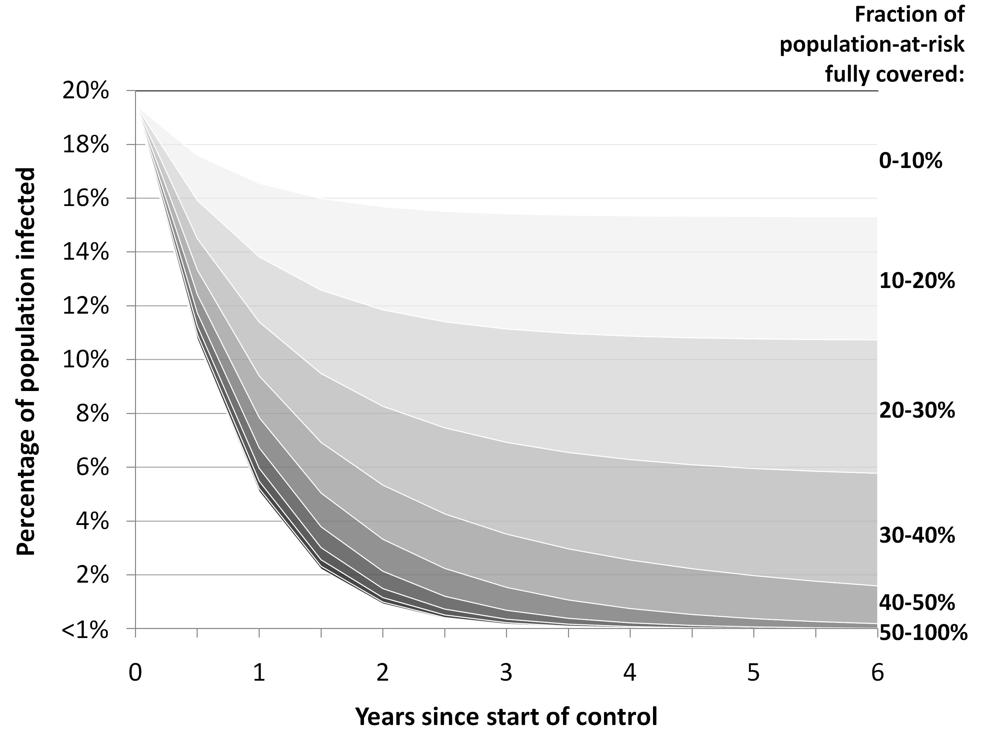 Fraction of
population-at-risk
fully covered:
20%
18%
16%
14%
12%
10%
8%
6%
4%
2%
<1%
Percentage of population infected
0-10%
10-20%
20-30%
30-40%
40-50%
50-100%
0 1 2 3 4 5 6
Years since start of control